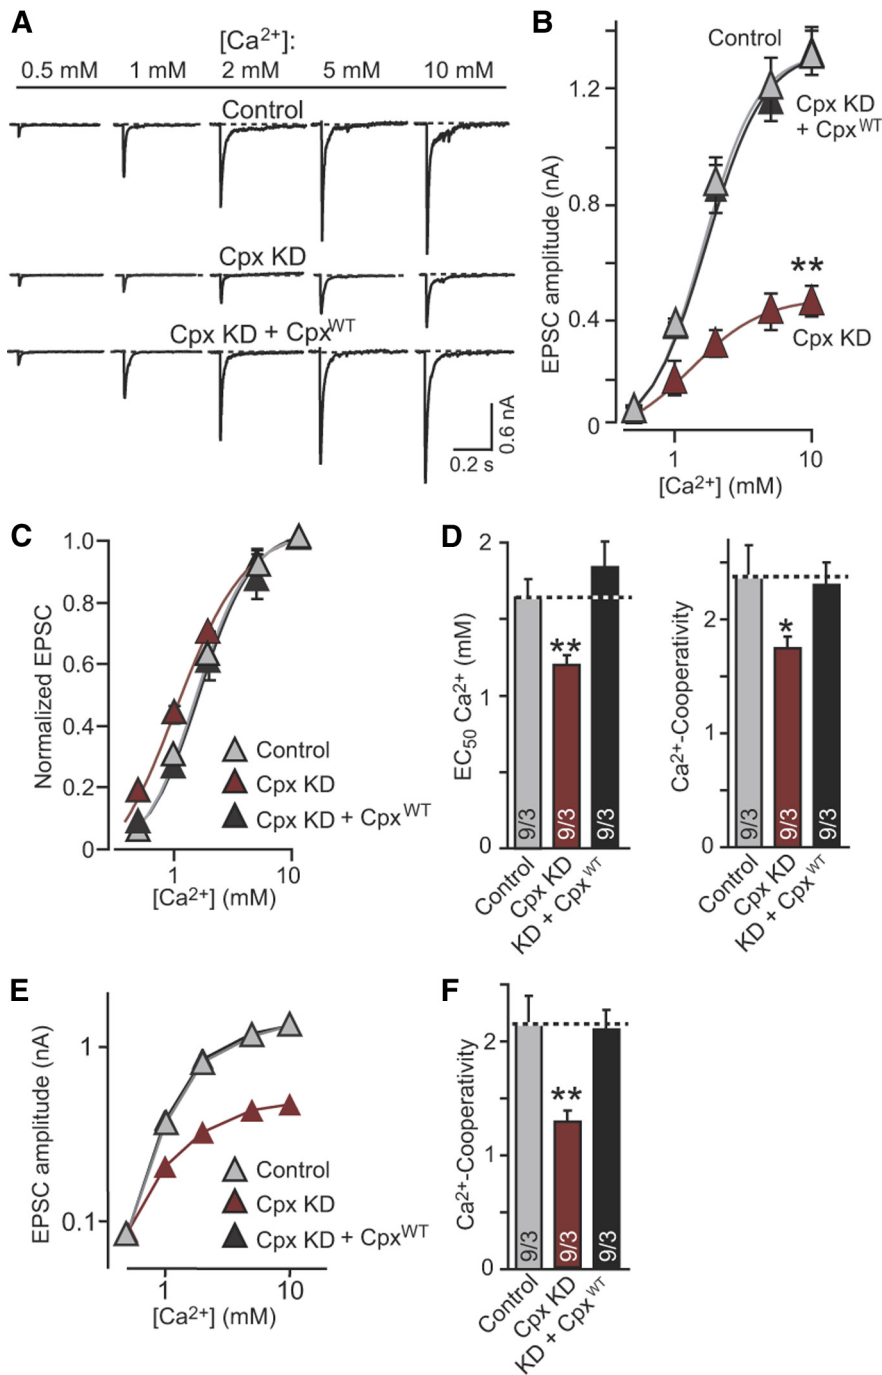 A
[Ca2+]:
0.5 mM 1 mM 2 mM 5 mM 10 mM
Control
Cpx KD
Cpx KD + CpxWT
0.6 nA
0.2 s
B
EPSC amplitude (nA)
1.2
0.8
0.4
0
Control
Cpx KD
+ CpxWT
**
Cpx KD
1 10
[Ca2+] (mM)
C
Normalized EPSC
1.0
0.8
0.6
0.4
0.2
0
Control
Cpx KD
Cpx KD + CpxWT
1 10
[Ca2+] (mM)
D
EC50 Ca2+ (mM)
2
1
0
**
9/3 9/3 9/3
Control
Cpx KD
KD + CpxWT
Ca2+-Cooperativity
2
1
0
*
9/3 9/3 9/3
Control
Cpx KD
KD + CpxWT
E
EPSC amplitude (nA)
1
0.1
Control
Cpx KD
Cpx KD + CpxWT
1 10
[Ca2+] (mM)
F
Ca2+-Cooperativity
2
1
0
**
9/3 9/3 9/3
Control
Cpx KD
KD + CpxWT